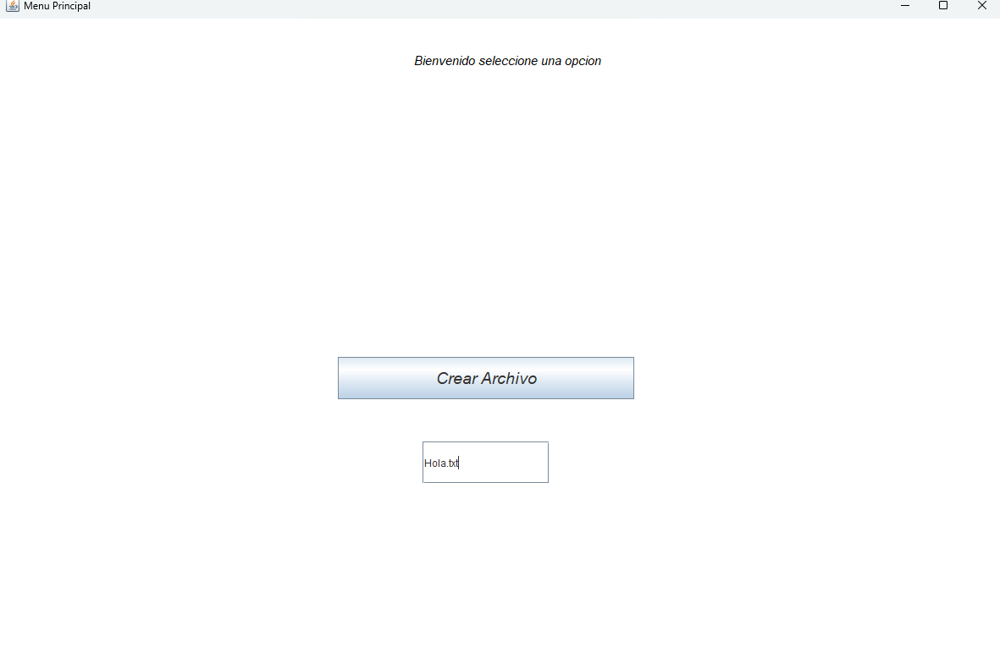 Menu Principal
Bienvenido seleccione una opcion
Crear Archivo
Hola.txt